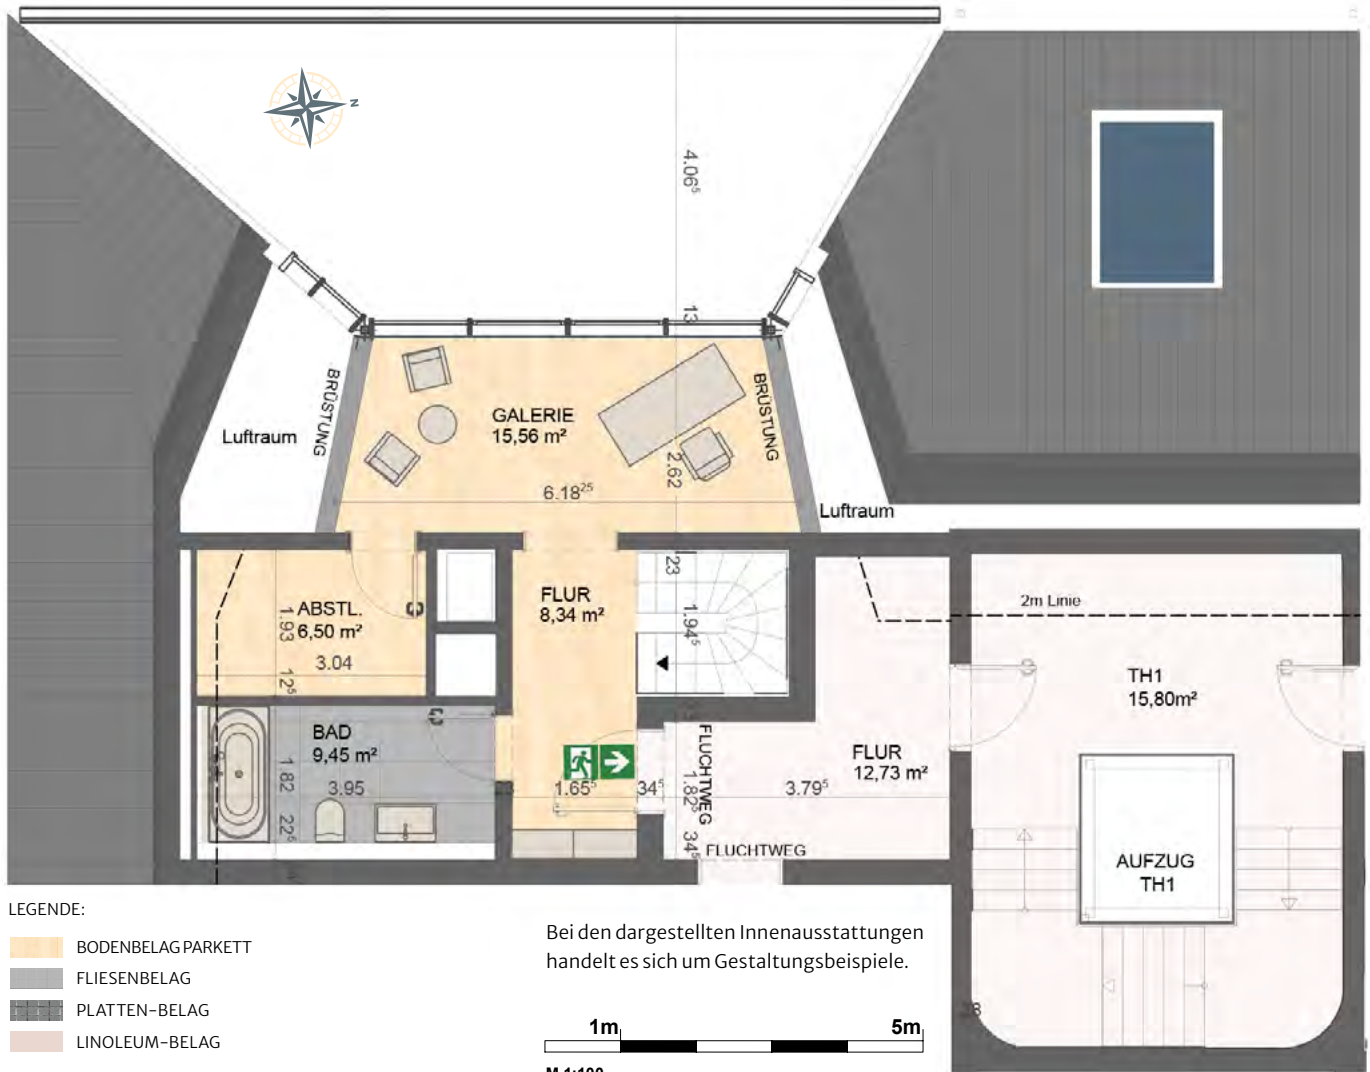 N
4.06⁵
13
BRÜSTUNG
GALERIE
15,56 m²
BRÜSTUNG
Luftraum
2.62
6.18²⁵
Luftraum
23
ABSTL.
6,50 m²
1.93
3.04
12⁵
FLUR
8,34 m²
1.94⁵
2m Linie
TH1
15,80m²
BAD
9,45 m²
1.82
3.95
22⁵
23
1.65⁵
34⁵
FLUCHTWEG
1.82⁵
34⁵
3.79⁵
FLUR
12,73 m²
FLUCHTWEG
AUFZUG
TH1
38
LEGENDE:
BODENBELAG PARKETT
FLIESENBELAG
PLATTEN-BELAG
LINOLEUM-BELAG
Bei den dargestellten Innenausstattungen
handelt es sich um Gestaltungsbeispiele.
1m 5m
M 1:100